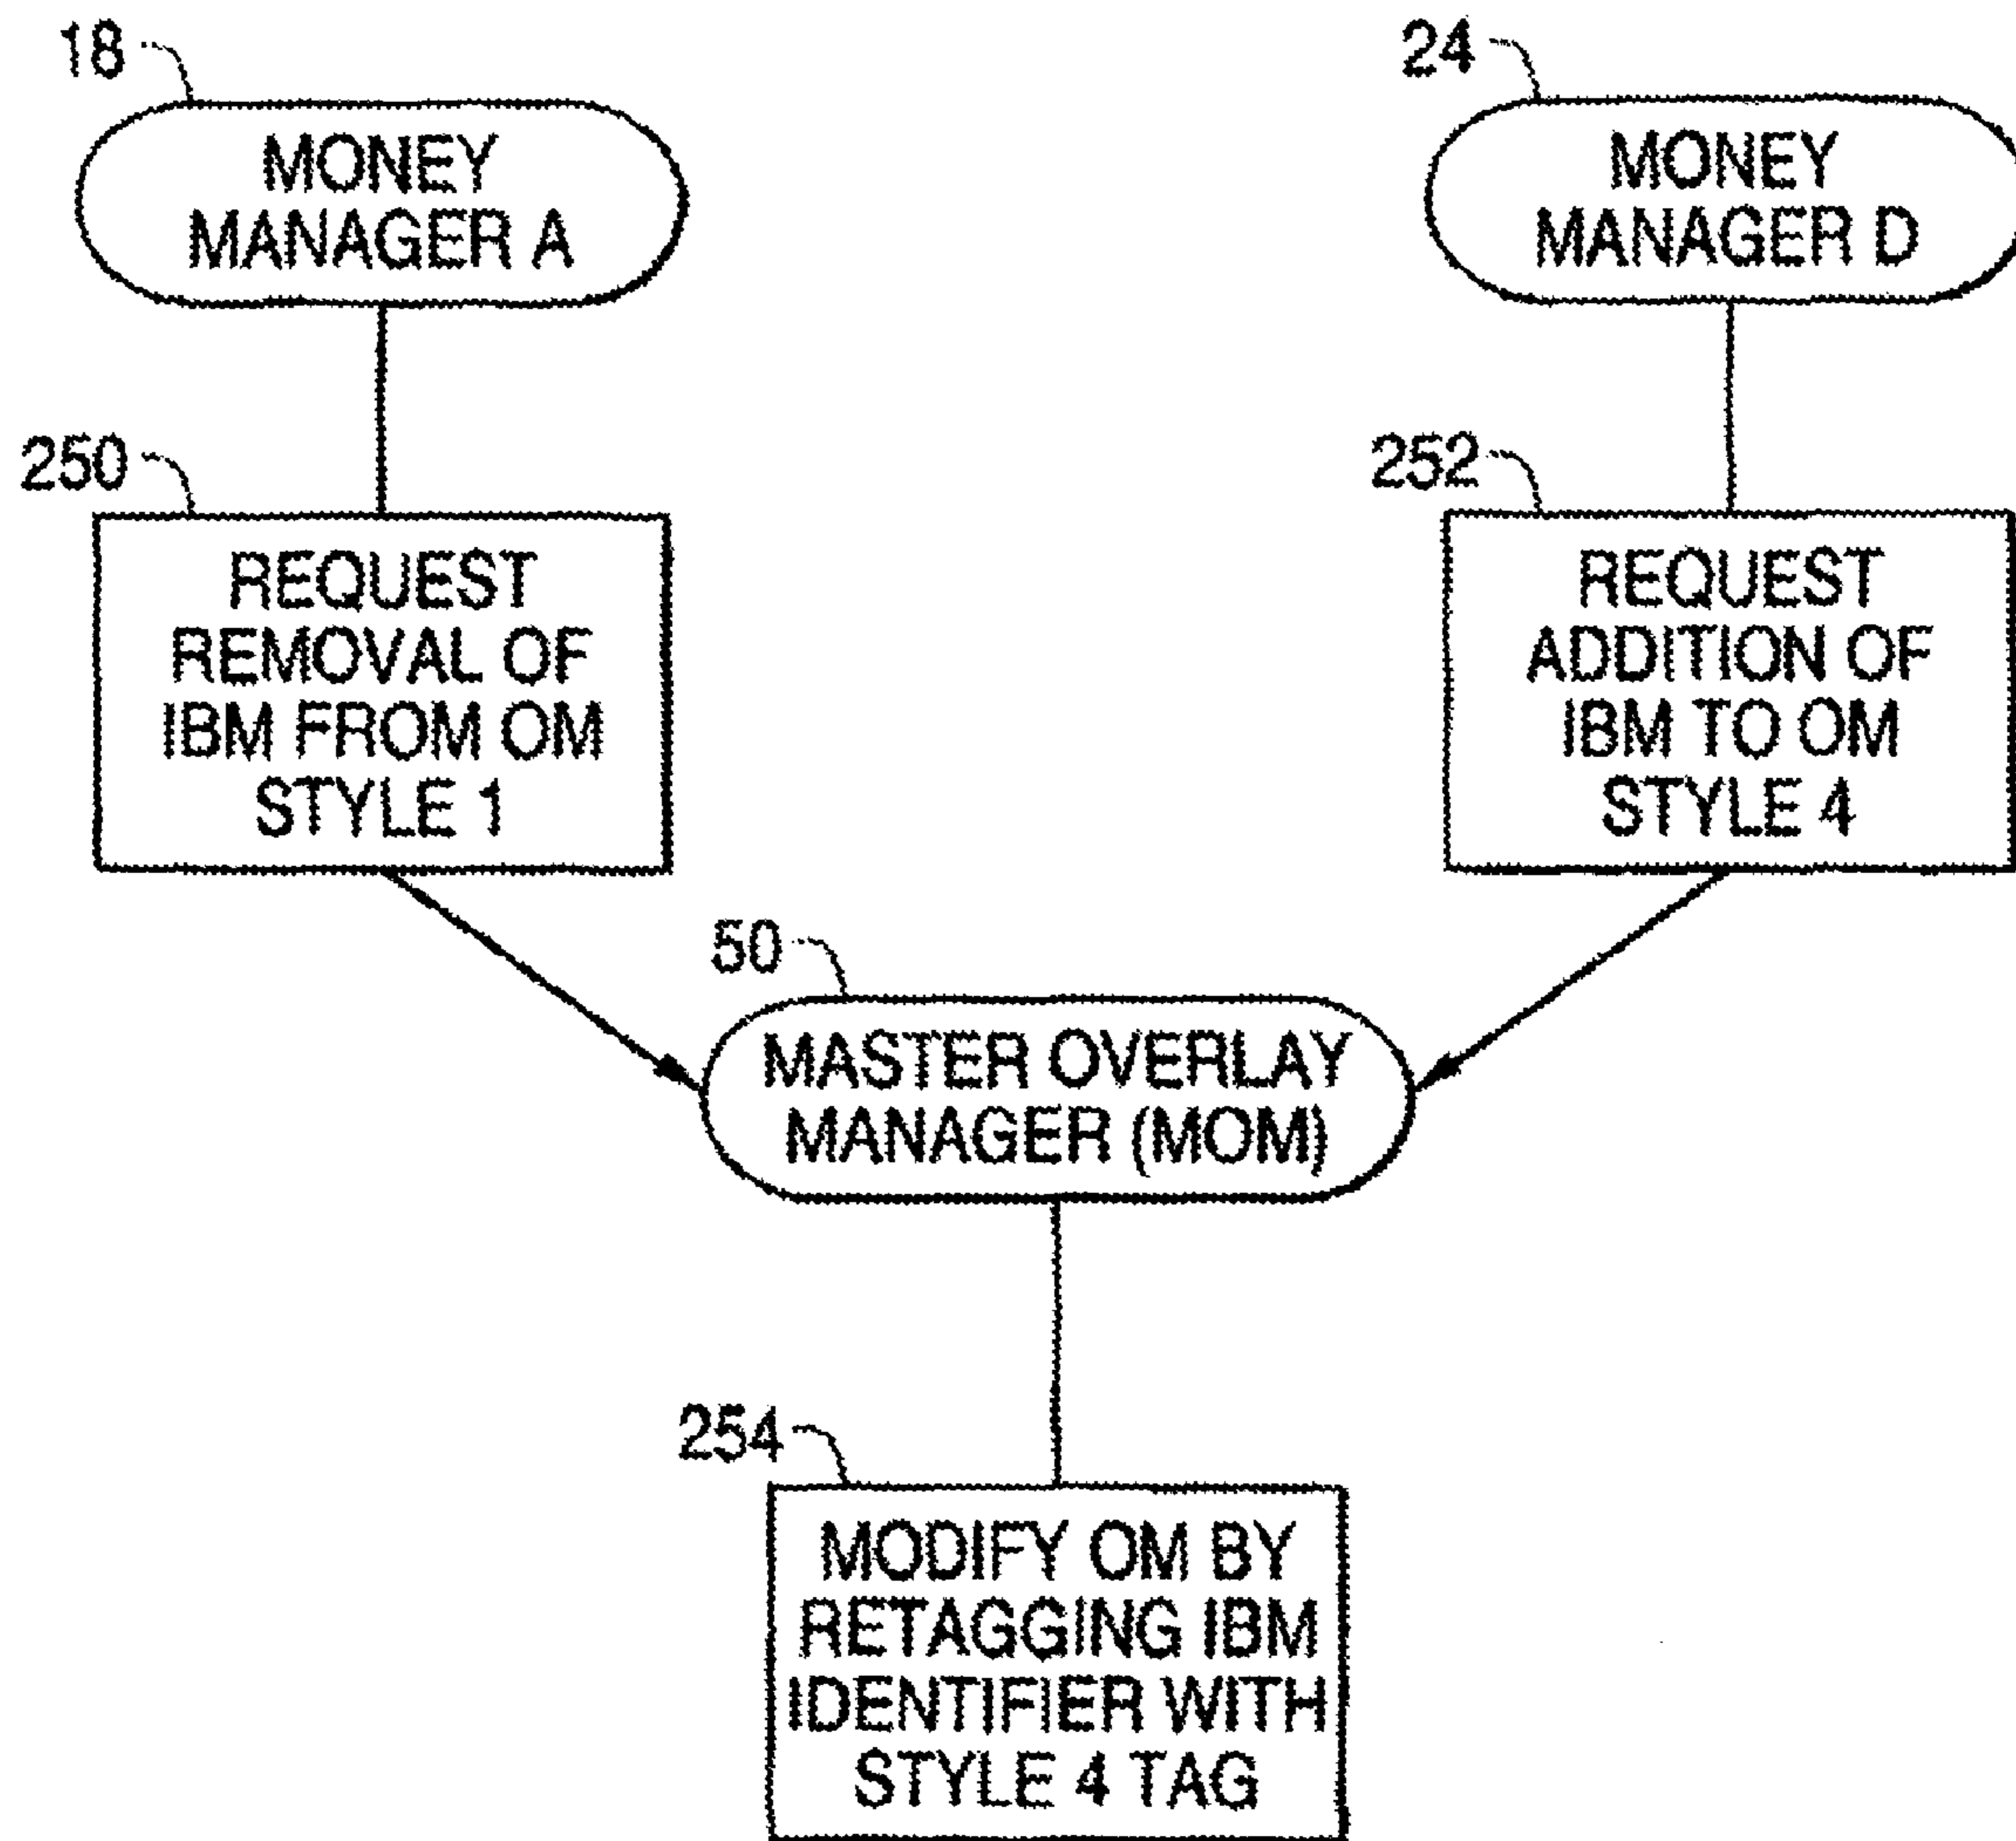 18
MONEY
MANAGER A
24
MONEY
MANAGER D
250
REQUEST
REMOVAL OF
IBM FROM OM
STYLE 1
252
REQUEST
ADDITION OF
IBM TO OM
STYLE 4
50
MASTER OVERLAY
MANAGER (MOM)
254
MODIFY OM BY
RETAGGING IBM
IDENTIFIER WITH
STYLE 4 TAG